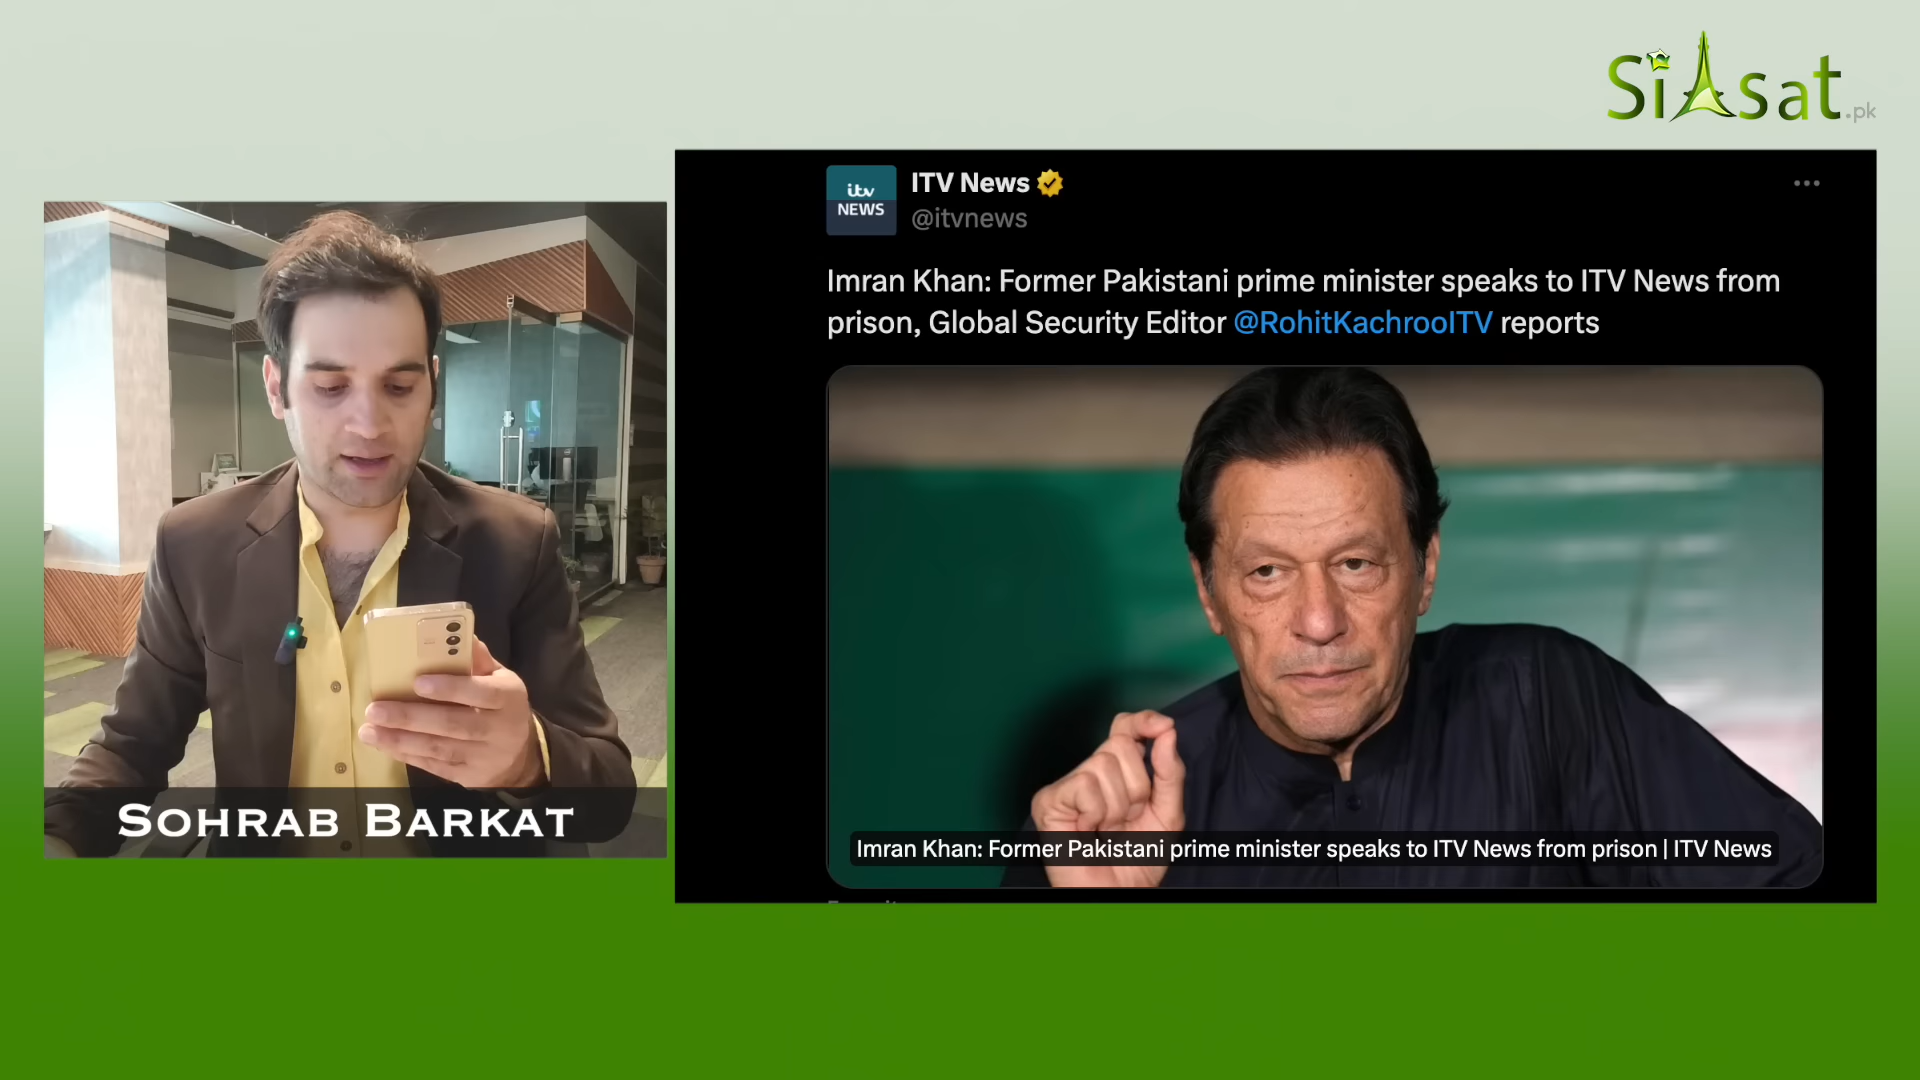 SiAsat.pk
itv
NEWS
ITV News
@itvnews
Imran Khan: Former Pakistani prime minister speaks to ITV News from
prison, Global Security Editor @RohitKachrooITV reports
Imran Khan: Former Pakistani prime minister speaks to ITV News from prison | ITV News
SOHRAB BARKAT